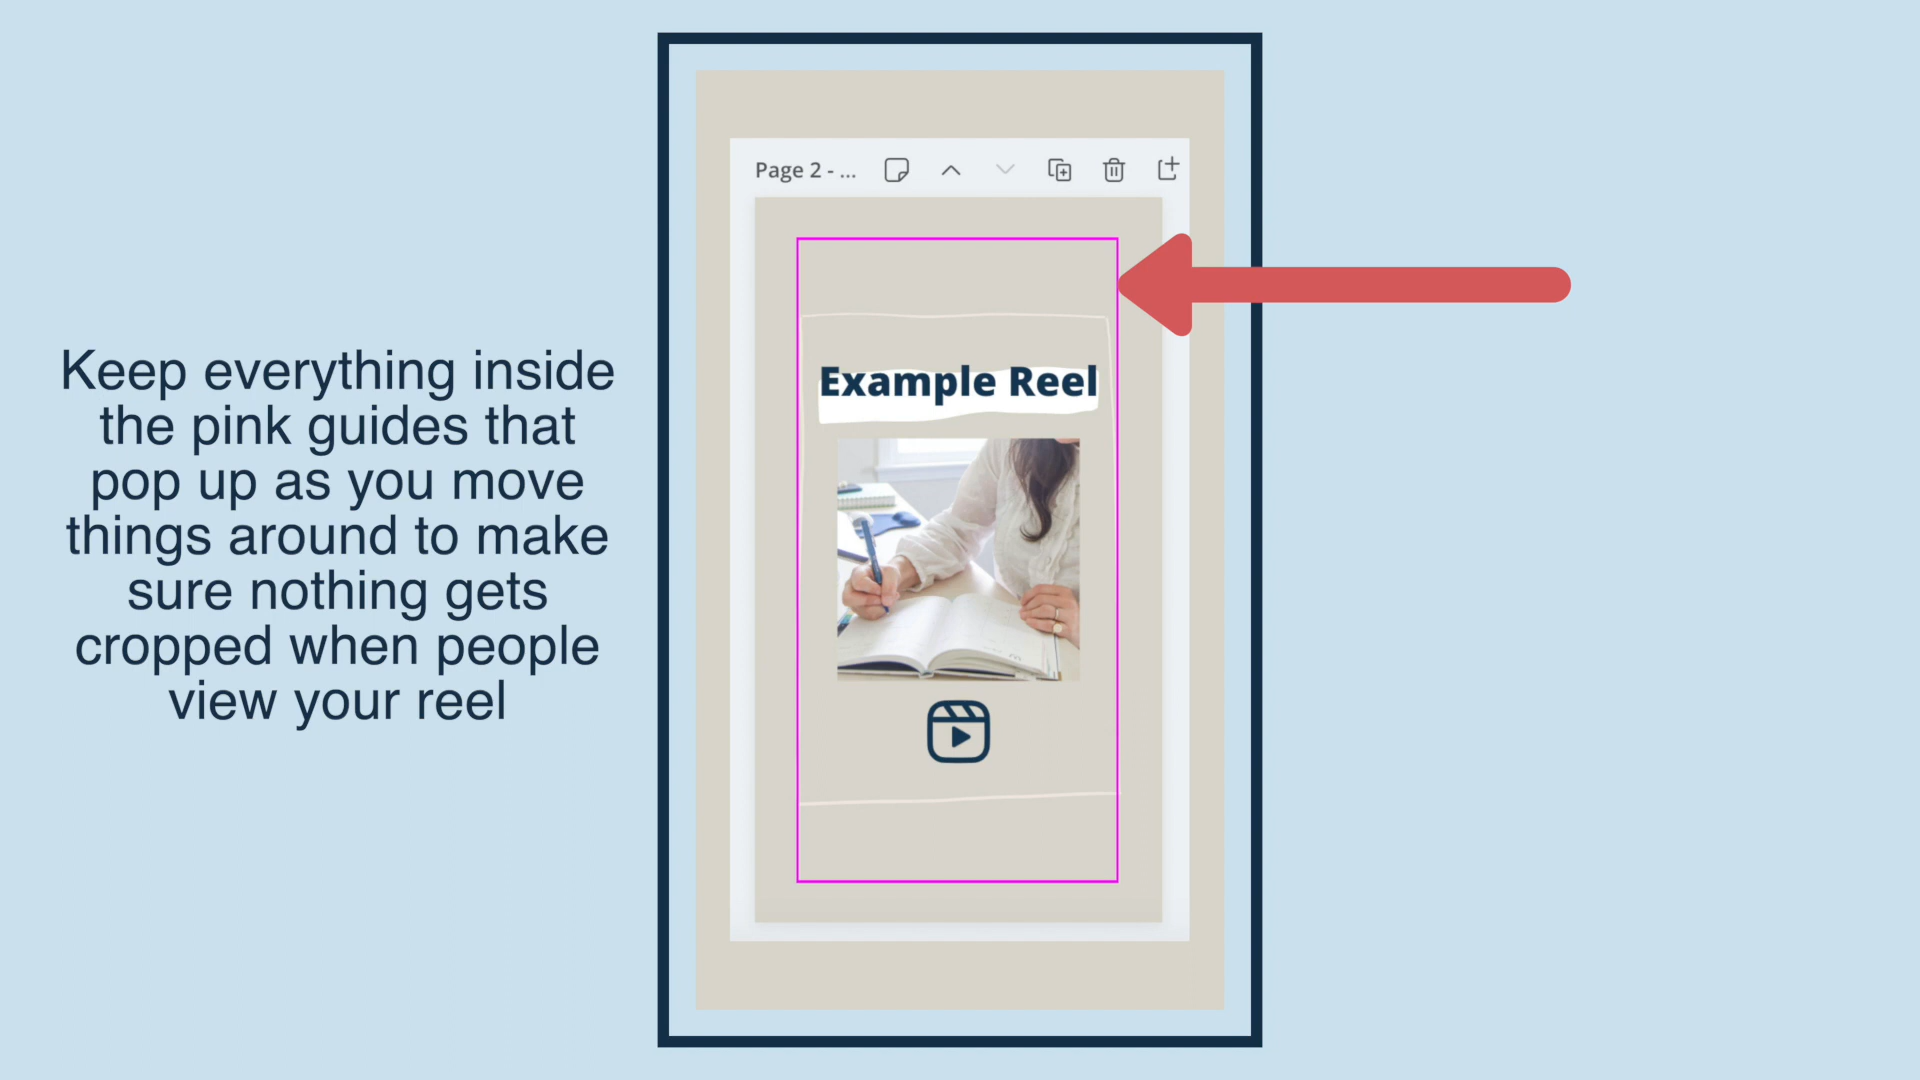 Keep everything inside
the pink guides that
pop up as you move
things around to make
sure nothing gets
cropped when people
view your reel
Page 2 - ...
Example Reel